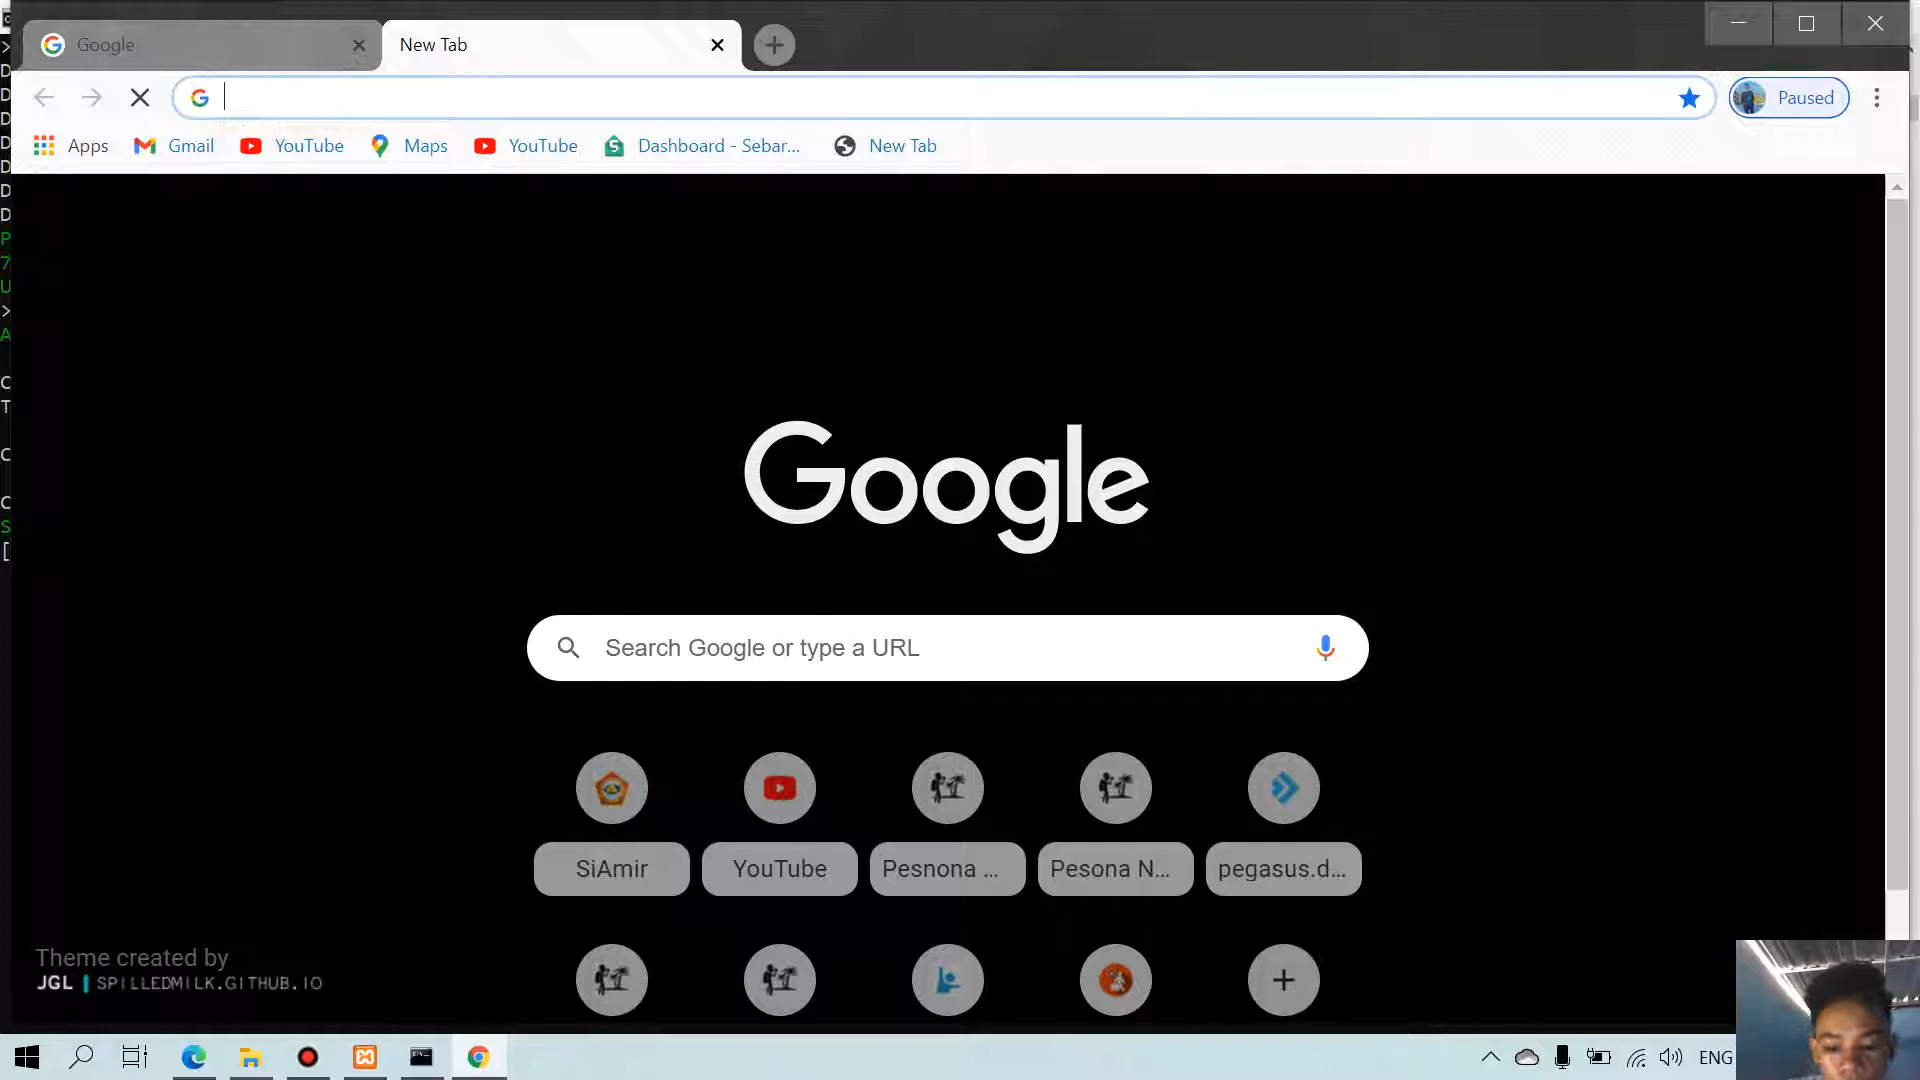 Google
New Tab
Paused
Apps
Gmail
YouTube
Maps
YouTube
Dashboard - Sebar...
New Tab
D
D
D
D
D
D
D
P
7
U
>
A
C
T
C
C
S
[
Google
Search Google or type a URL
SiAmir
YouTube
Pesnona ...
Pesona N...
pegasus.d...
Theme created by
JGL | SPILLEDMILK.GITHUB.IO
ENG